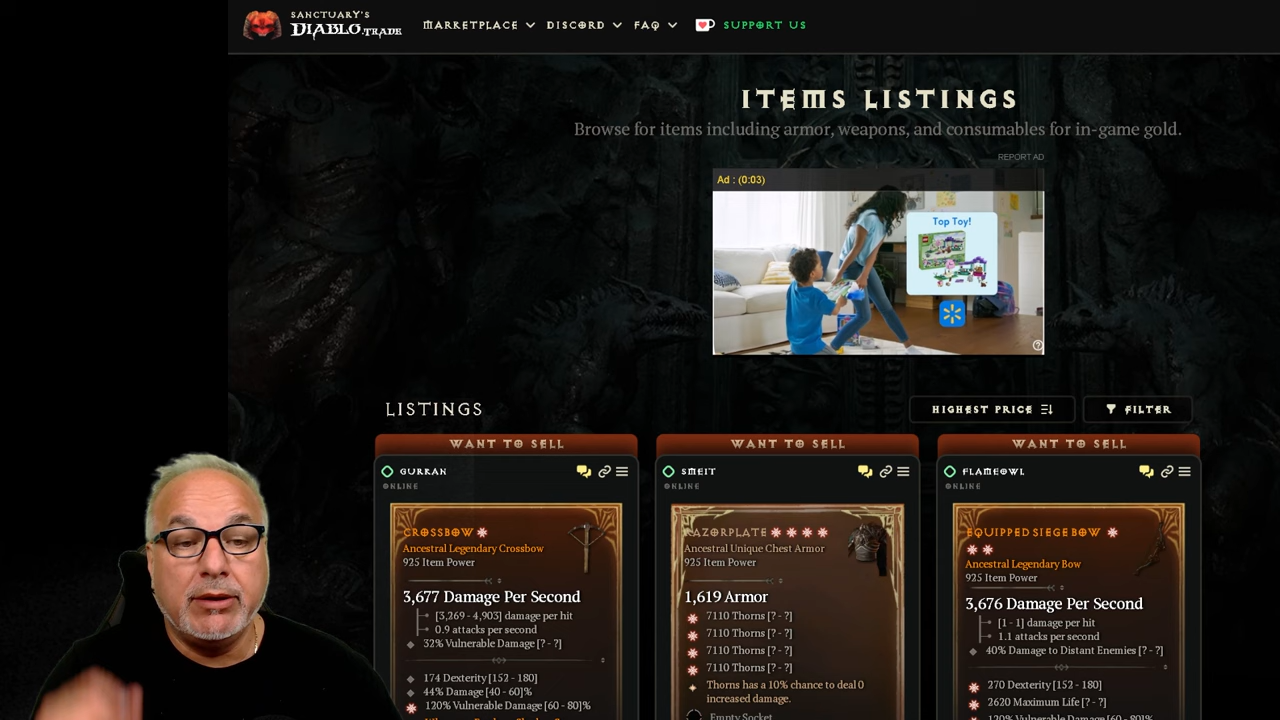 SANCTUARY'S
DIABLO.TRADE
MARKETPLACE
DISCORD
FAQ
SUPPORT US
ITEMS LISTINGS
Browse for items including armor, weapons, and consumables for in-game gold.
REPORT AD
Ad : (0:03)
Top Toy!
LISTINGS
HIGHEST PRICE
FILTER
WANT TO SELL
GURRAN
ONLINE
CROSSBOW
Ancestral Legendary Crossbow
925 Item Power
3,677 Damage Per Second
[3,269 - 4,903] damage per hit
0.9 attacks per second
32% Vulnerable Damage [? - ?]
174 Dexterity [152 - 180]
44% Damage [40 - 60]%
120% Vulnerable Damage [60 - 80]%
WANT TO SELL
SMEIT
ONLINE
RAZORPLATE
Ancestral Unique Chest Armor
925 Item Power
1,619 Armor
7110 Thorns [? - ?]
7110 Thorns [? - ?]
7110 Thorns [? - ?]
7110 Thorns [? - ?]
Thorns has a 10% chance to deal 0
increased damage.
Empty Socket
WANT TO SELL
FLAMEOWL
ONLINE
EQUIPPED SIEGE BOW
Ancestral Legendary Bow
925 Item Power
3,676 Damage Per Second
[1 - 1] damage per hit
1.1 attacks per second
40% Damage to Distant Enemies [? - ?]
270 Dexterity [152 - 180]
2620 Maximum Life [? - ?]
120% Vulnerable Damage [60 - 80]%